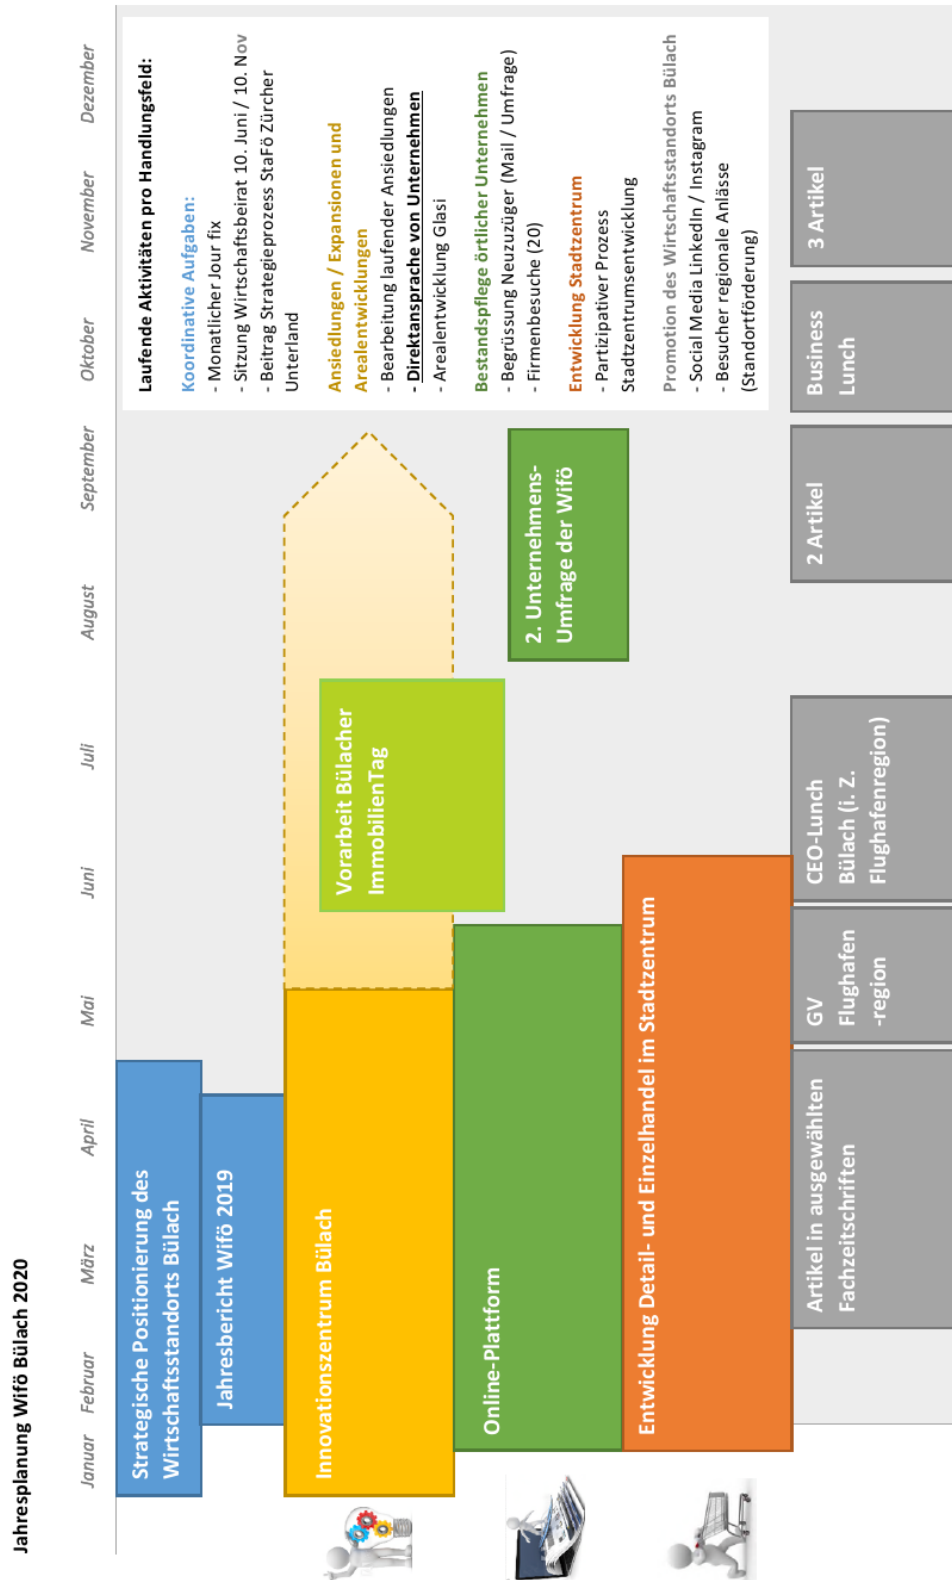 Jahresplanung Wifö Bülach 2020
Januar Februar März April Mai Juni Juli August September Oktober November Dezember
Strategische Positionierung des
Wirtschaftsstandorts Bülach
Jahresbericht Wifö 2019
Innovationszentrum Bülach
Vorarbeit Bülacher
ImmobilienTag
Online-Plattform
2. Unternehmens-
Umfrage der Wifö
Entwicklung Detail- und Einzelhandel im Stadtzentrum
Artikel in ausgewählten
Fachzeitschriften
GV
Flughafen
-region
CEO-Lunch
Bülach (i. Z.
Flughafenregion)
2 Artikel
Business
Lunch
3 Artikel
Laufende Aktivitäten pro Handlungsfeld:
Koordinative Aufgaben:
- Monatlicher Jour fix
- Sitzung Wirtschaftsbeirat 10. Juni / 10. Nov
- Beitrag Strategieprozess StaFö Zürcher
Unterland
Ansiedlungen / Expansionen und
Arealentwicklungen
- Bearbeitung laufender Ansiedlungen
- Direktansprache von Unternehmen
- Arealentwicklung Glasi
Bestandspflege örtlicher Unternehmen
- Begrüssung Neuzuzüger (Mail / Umfrage)
- Firmenbesuche (20)
Entwicklung Stadtzentrum
- Partizipativer Prozess
Stadtzentrumsentwicklung
Promotion des Wirtschaftsstandorts Bülach
- Social Media LinkedIn / Instagram
- Besucher regionale Anlässe
(Standortförderung)